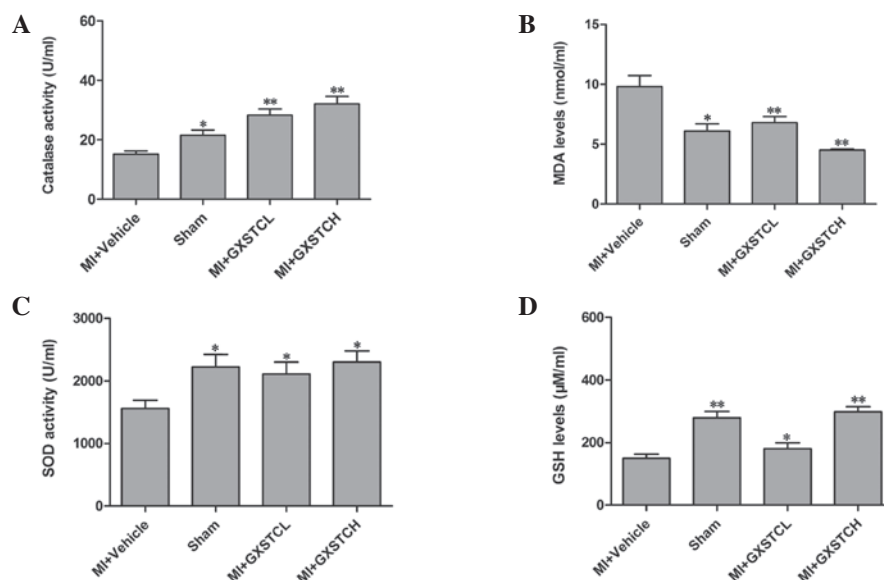 A
Catalase activity (U/ml)
60
40
20
0
*
**
**
MI+Vehicle
Sham
MI+GXSTCL
MI+GXSTCH
B
MDA levels (nmol/ml)
15
10
5
0
*
**
**
MI+Vehicle
Sham
MI+GXSTCL
MI+GXSTCH
C
SOD activity (U/ml)
3000
2000
1000
0
*
*
*
MI+Vehicle
Sham
MI+GXSTCL
MI+GXSTCH
D
GSH levels (μM/ml)
600
400
200
0
**
*
**
MI+Vehicle
Sham
MI+GXSTCL
MI+GXSTCH